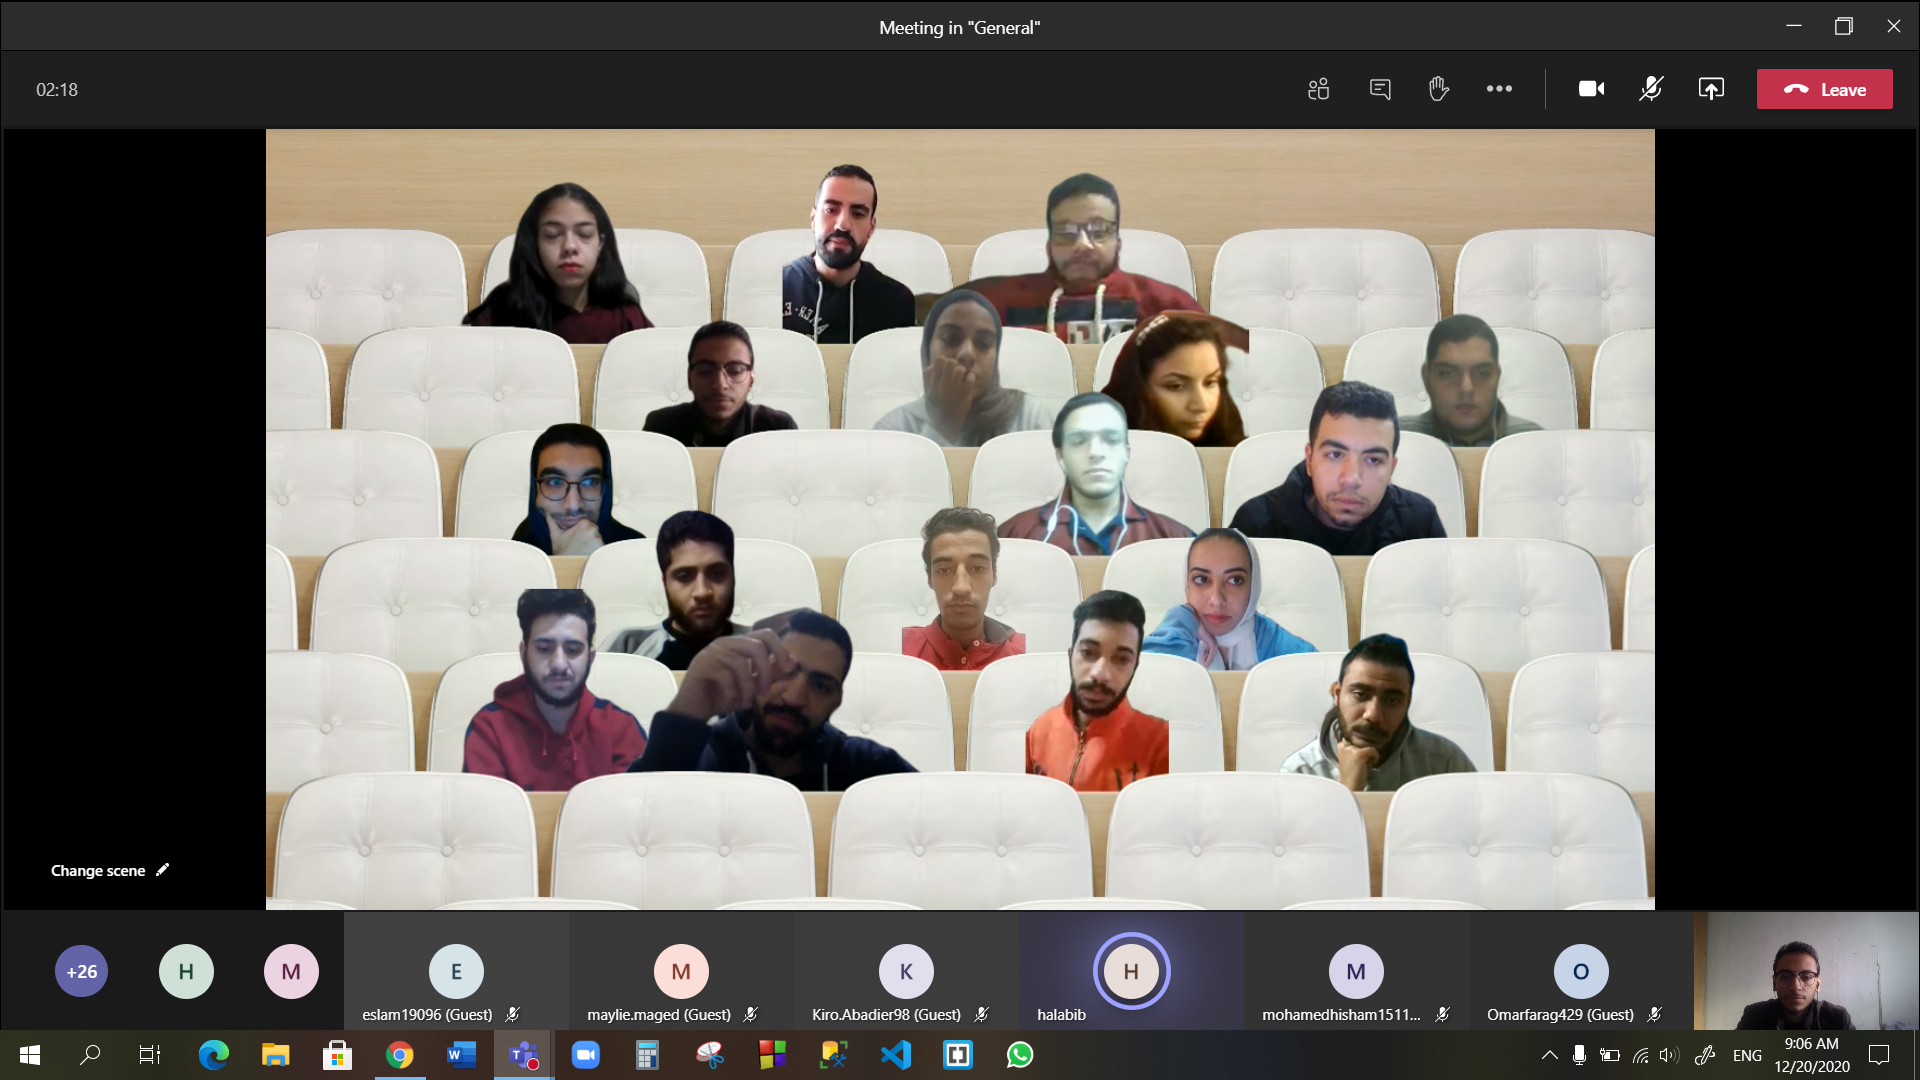 Meeting in "General"
02:18
Leave
Change scene
+26
H
M
E
M
K
H
M
O
eslam19096 (Guest)
maylie.maged (Guest)
Kiro.Abadier98 (Guest)
halabib
mohamedhisham1511...
Omarfarag429 (Guest)
ENG
9:06 AM
12/20/2020